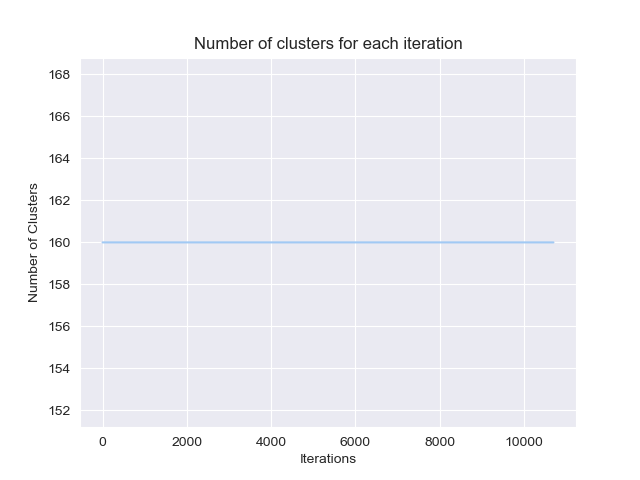 Number of clusters for each iteration
168
166
164
162
160
158
156
154
152
Number of Clusters
0 2000 4000 6000 8000 10000
Iterations